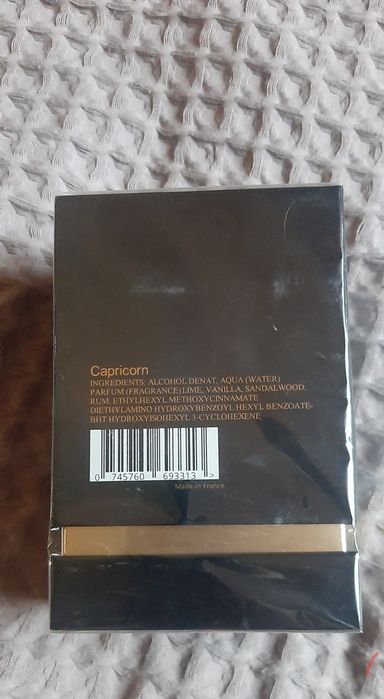 Capricorn
INGREDIENTS: ALCOHOL DENAT, AQUA (WATER)
PARFUM (FRAGRANCE)LIME, VANILLA, SANDALWOOD,
RUM. ETHYLHEXYL METHOXYCINNAMATE
DIETHYLAMINO HYDROXYBENZOYL HEXYL BENZOATE-
BHT HYDROXYISOHEXYL 3-CYCLOHEXENE
0 745760 693313 >
Made in France